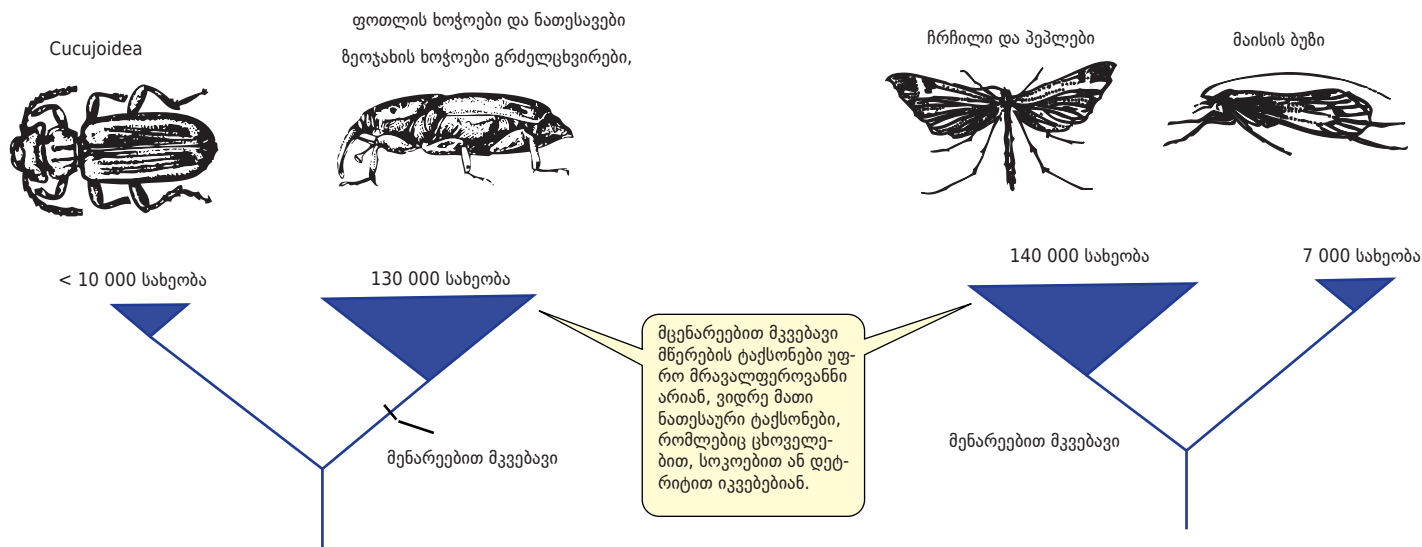 Cucujoidea
ფოთლის ხოჭოები და ნათესავები
ზეოჯახის ხოჭოები გრძელცხვირები,
ჩრჩილი და პეპლები
მაისის ბუზი
< 10 000 სახეობა
130 000 სახეობა
140 000 სახეობა
7 000 სახეობა
მცენარეებით მკვებავი
მწერების ტაქსონები უფ-
რო მრავალფეროვანნი
არიან, ვიდრე მათი
ნათესაური ტაქსონები,
რომლებიც ცხოველე-
ბით, სოკოებით ან დეტ-
რიტით იკვებებიან.
მენარეებით მკვებავი
მენარეებით მკვებავი